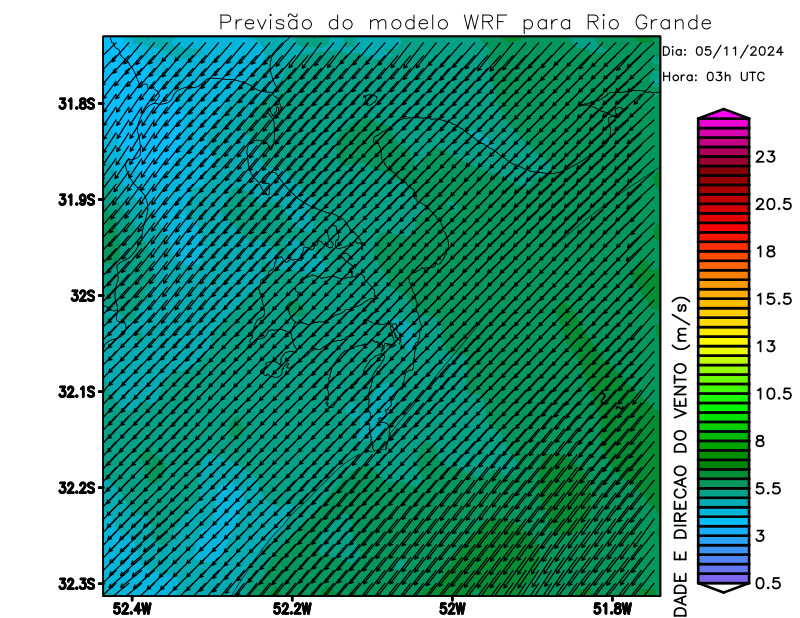 Previsão do modelo WRF para Rio Grande
Dia: 05/11/2024
Hora: 03h UTC
31.8S
31.9S
32S
32.1S
32.2S
32.3S
52.4W
52.2W
52W
51.8W
23
20.5
18
15.5
13
10.5
8
5.5
3
0.5
DADE E DIRECAO DO VENTO (m/s)